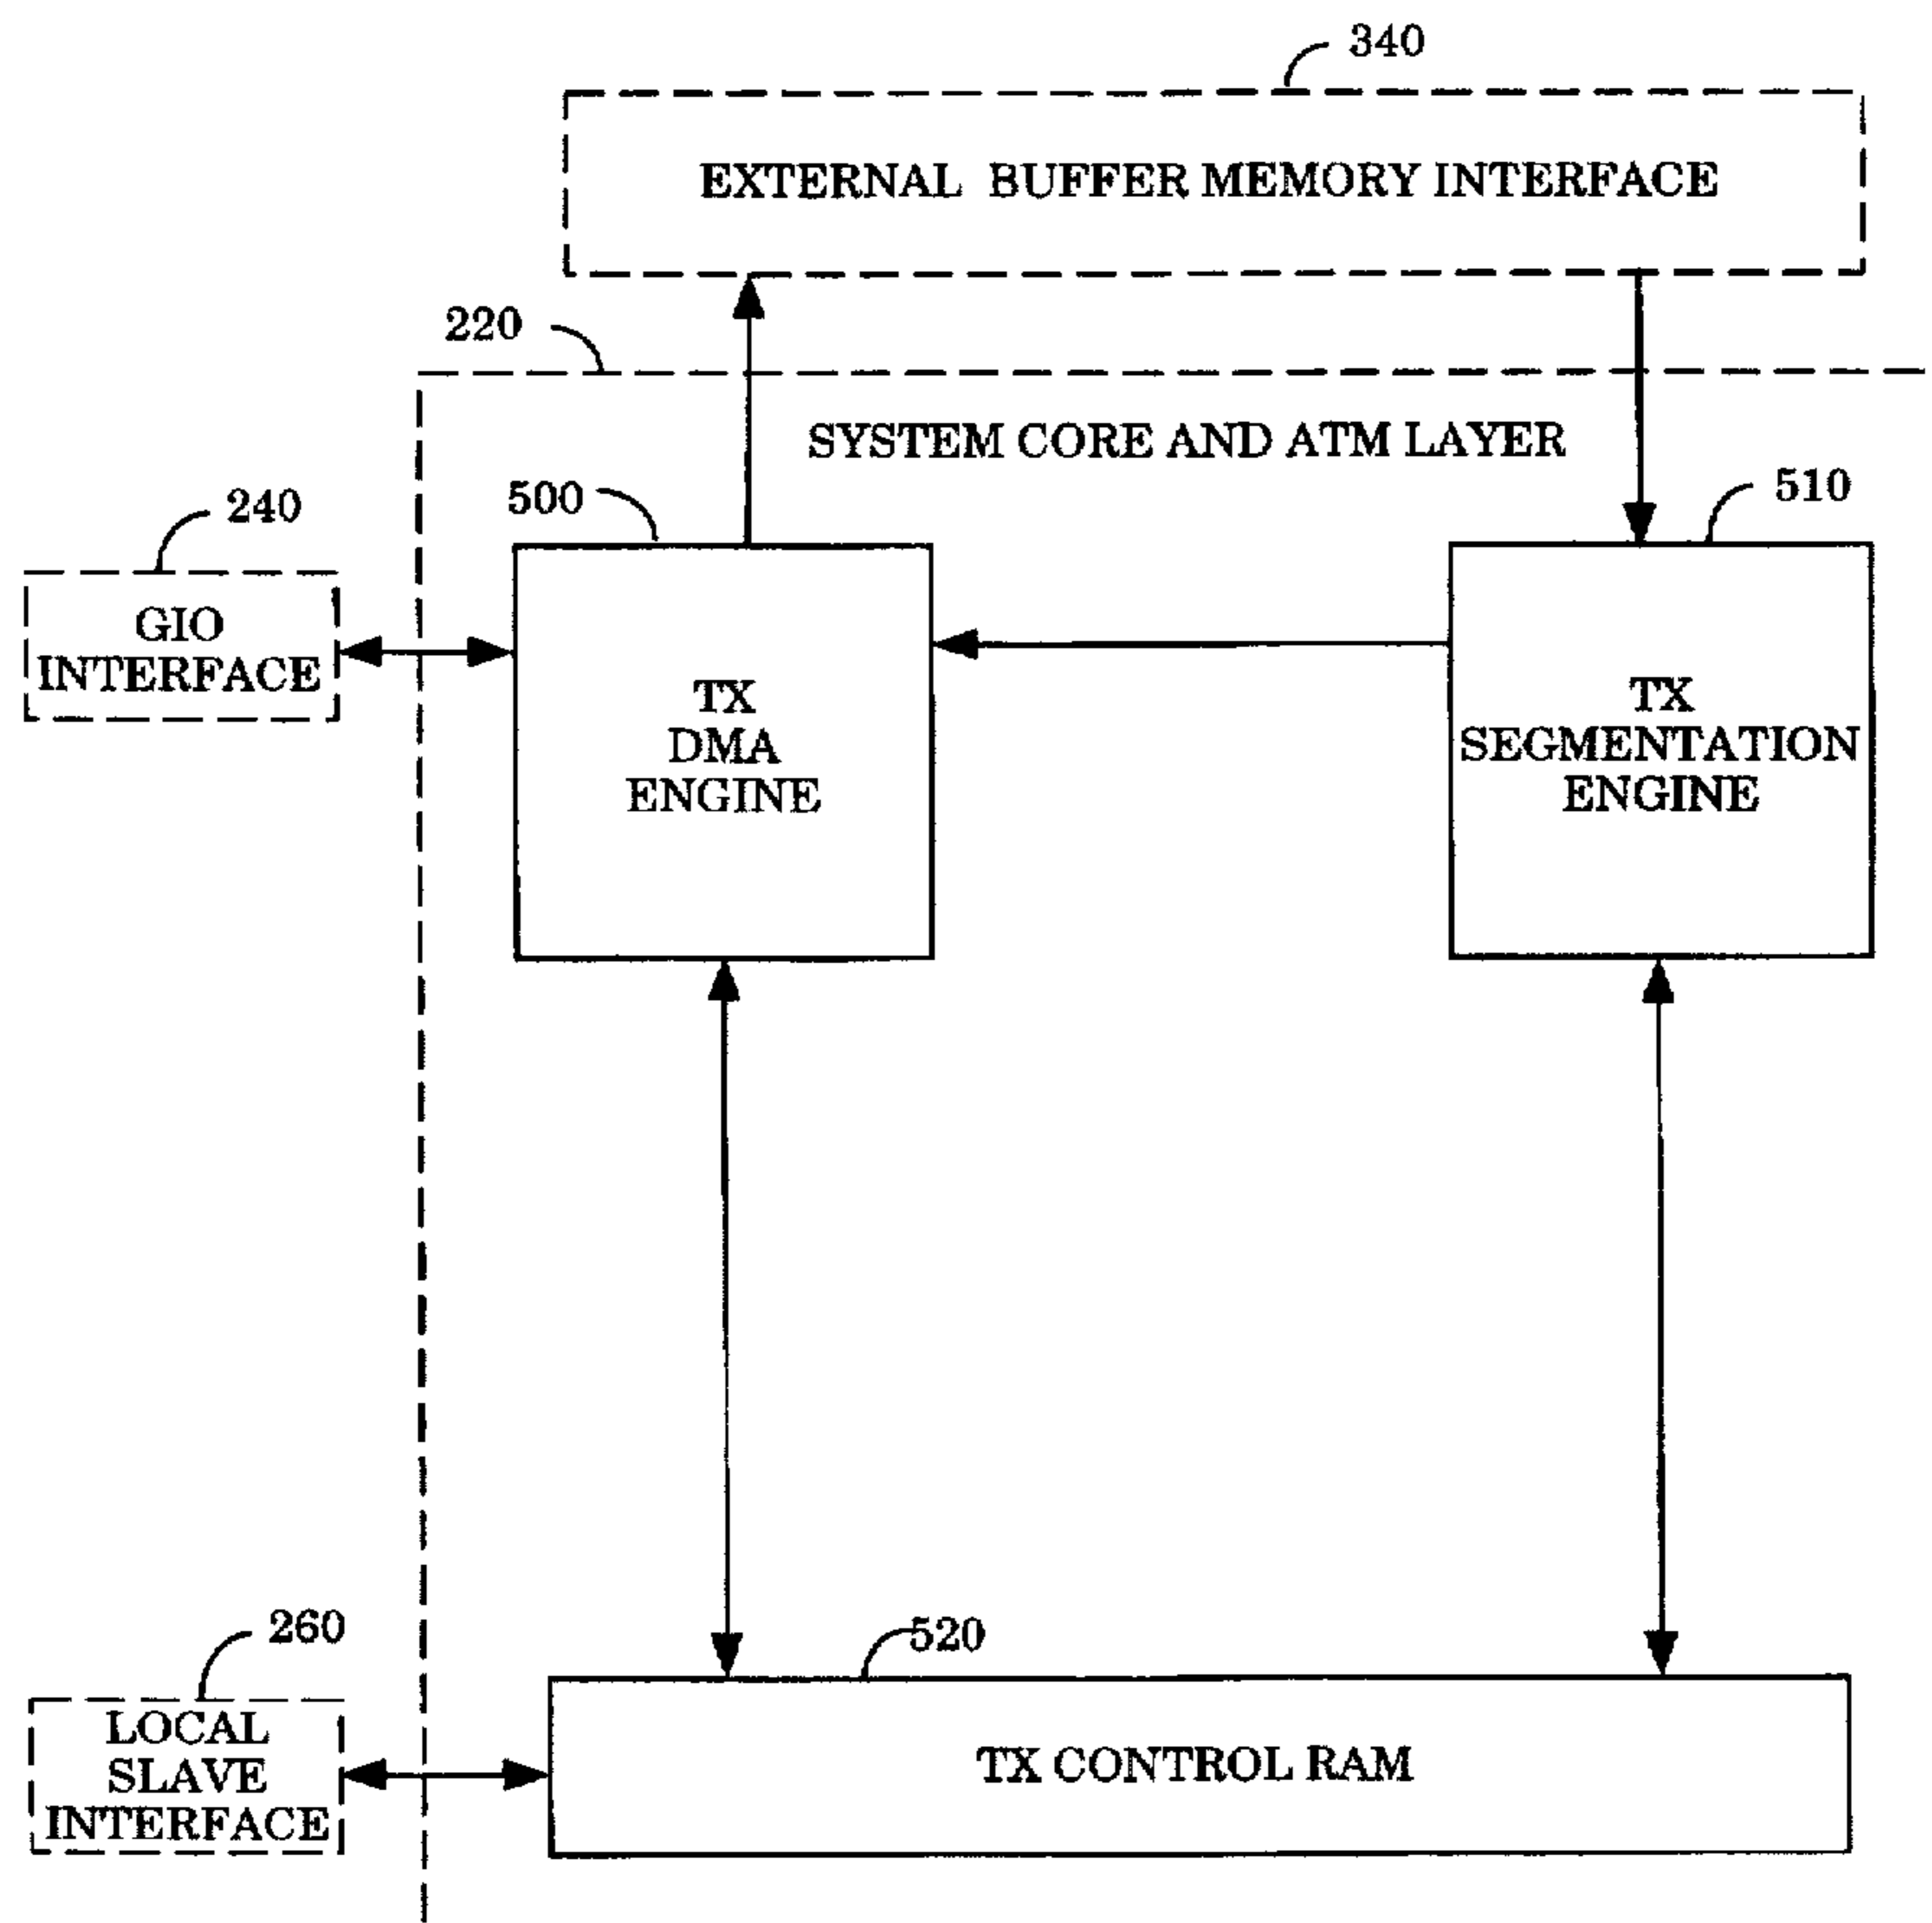 340
EXTERNAL BUFFER MEMORY INTERFACE
220
SYSTEM CORE AND ATM LAYER
240
500
510
GIO
INTERFACE
TX
DMA
ENGINE
TX
SEGMENTATION
ENGINE
260
520
LOCAL
SLAVE
INTERFACE
TX CONTROL RAM